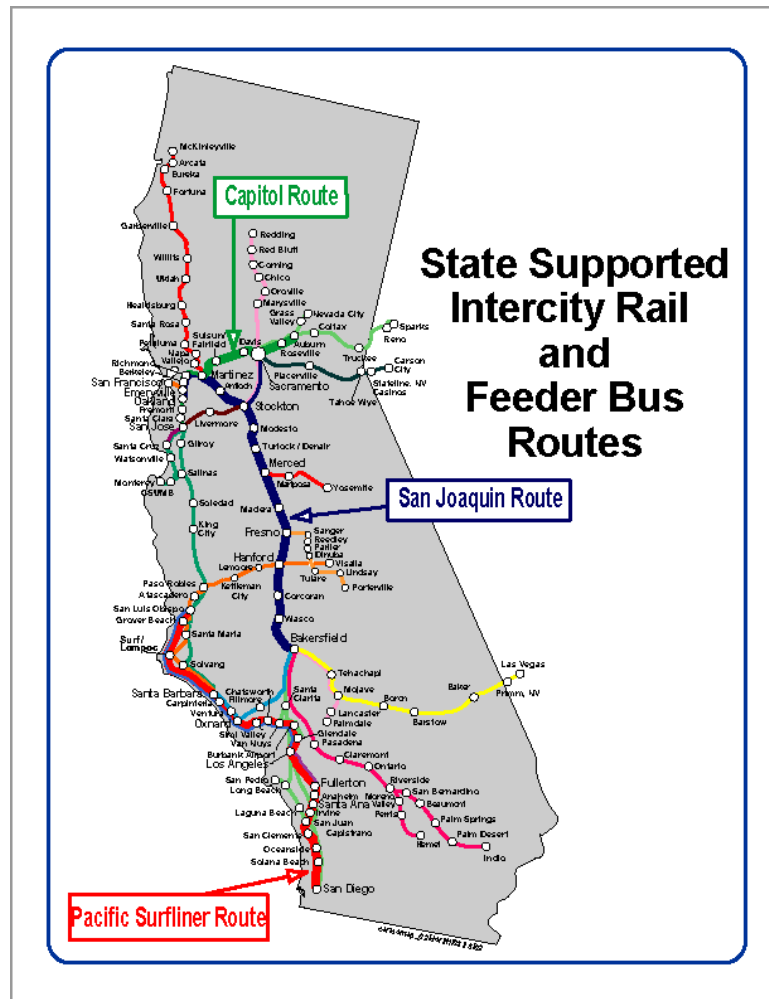 State Supported
Intercity Rail
and
Feeder Bus
Routes
Capitol Route
San Joaquin Route
Pacific Surfliner Route
McKinleyville
Arcata
Eureka
Fortuna
Garberville
Willits
Ukiah
Healdsburg
Santa Rosa
Petaluma
Napa
Vallejo
Suisun/
Fairfield
Richmond
Berkeley
San Francisco
Emeryville
Oakland
Fremont
Santa Clara
San Jose
Martinez
Antioch
Davis
Redding
Red Bluff
Corning
Chico
Oroville
Marysville
Grass
Valley
Nevada City
Colfax
Auburn
Roseville
Sacramento
Placerville
Truckee
Sparks
Reno
Carson
City
Stateline, NV
Casinos
Tahoe Wye
Stockton
Livermore
Modesto
Turlock / Denair
Merced
Mariposa
Yosemite
Santa Cruz
Watsonville
Monterey
CSUMB
Gilroy
Salinas
Soledad
King
City
Madera
Fresno
Sanger
Reedley
Parlier
Dinuba
Hanford
Lemoore
Visalia
Lindsay
Tulare
Porterville
Kettleman
City
Corcoran
Wasco
Bakersfield
Paso Robles
Atascadero
San Luis Obispo
Grover Beach
Surf /
Lompoc
Santa Maria
Solvang
Santa Barbara
Carpinteria
Ventura
Oxnard
Chatsworth
Fillmore
Simi Valley
Van Nuys
Burbank Airport
Los Angeles
Santa
Clarita
Glendale
Pasadena
Tehachapi
Mojave
Lancaster
Palmdale
Boron
Barstow
Baker
Las Vegas
Primm, NV
Claremont
Ontario
Riverside
San Bernardino
Moreno
Valley
Beaumont
Perris
Hemet
Palm Springs
Palm Desert
Indio
San Pedro
Long Beach
Fullerton
Anaheim
Santa Ana
Irvine
Laguna Beach
San Juan
Capistrano
San Clemente
Oceanside
Solana Beach
San Diego